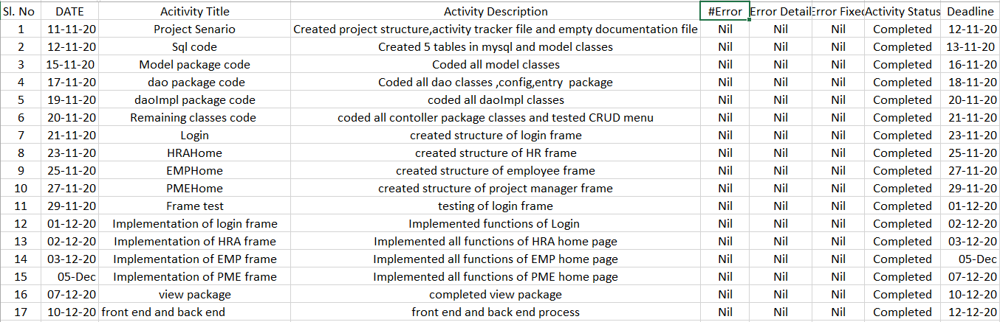 Sl. No DATE Acitivity Title Activity Description #Error Error Detail Error Fixed Activity Status Deadline
1 11-11-20 Project Senario Created project structure,activity tracker file and empty documentation file Nil Nil Nil Completed 12-11-20
2 12-11-20 Sql code Created 5 tables in mysql and model classes Nil Nil Nil Completed 13-11-20
3 15-11-20 Model package code Coded all model classes Nil Nil Nil Completed 16-11-20
4 17-11-20 dao package code Coded all dao classes ,config,entry  package Nil Nil Nil Completed 18-11-20
5 19-11-20 daoImpl package code coded all daoImpl classes Nil Nil Nil Completed 20-11-20
6 20-11-20 Remaining classes code coded all contoller package classes and tested CRUD menu Nil Nil Nil Completed 21-11-20
7 21-11-20 Login created structure of login frame Nil Nil Nil Completed 23-11-20
8 23-11-20 HRAHome created structure of HR frame Nil Nil Nil Completed 25-11-20
9 25-11-20 EMPHome created structure of employee frame Nil Nil Nil Completed 27-11-20
10 27-11-20 PMEHome created structure of project manager frame Nil Nil Nil Completed 29-11-20
11 29-11-20 Frame test testing of login frame Nil Nil Nil Completed 01-12-20
12 01-12-20 Implementation of login frame Implemented functions of Login Nil Nil Nil Completed 02-12-20
13 02-12-20 Implementation of HRA frame Implemented all functions of HRA home page Nil Nil Nil Completed 03-12-20
14 03-12-20 Implementation of EMP frame Implemented all functions of EMP home page Nil Nil Nil Completed 05-Dec
15 05-Dec Implementation of PME frame Implemented all functions of PME home page Nil Nil Nil Completed 07-12-20
16 07-12-20 view package completed view package Nil Nil Nil Completed 10-12-20
17 10-12-20 front end and back end front end and back end process Nil Nil Nil Completed 12-12-20